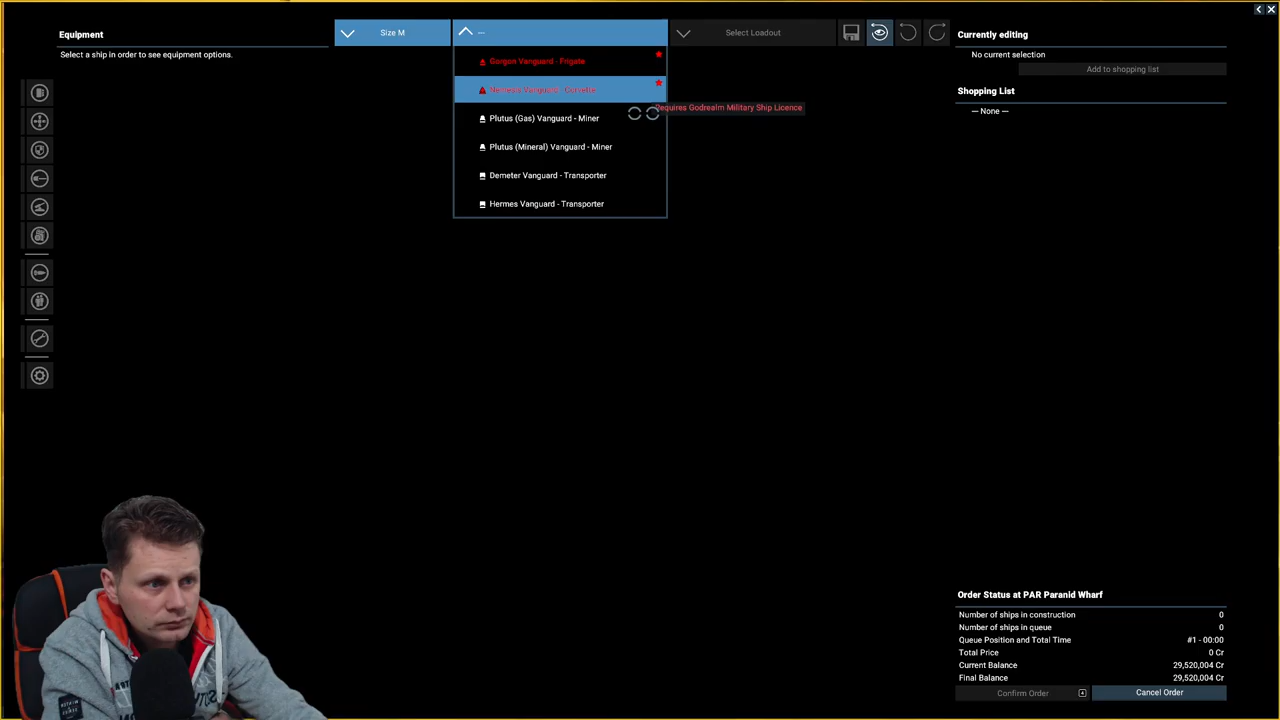 Equipment
Select a ship in order to see equipment options.
Size M
---
Select Loadout
Gorgon Vanguard - Frigate
Nemesis Vanguard - Corvette
Requires Godrealm Military Ship Licence
Plutus (Gas) Vanguard - Miner
Plutus (Mineral) Vanguard - Miner
Demeter Vanguard - Transporter
Hermes Vanguard - Transporter
Currently editing
No current selection
Add to shopping list
Shopping List
--- None ---
Order Status at PAR Paranid Wharf
Number of ships in construction 0
Number of ships in queue 0
Queue Position and Total Time #1 - 00:00
Total Price 0 Cr
Current Balance 29,520,004 Cr
Final Balance 29,520,004 Cr
Confirm Order
Cancel Order